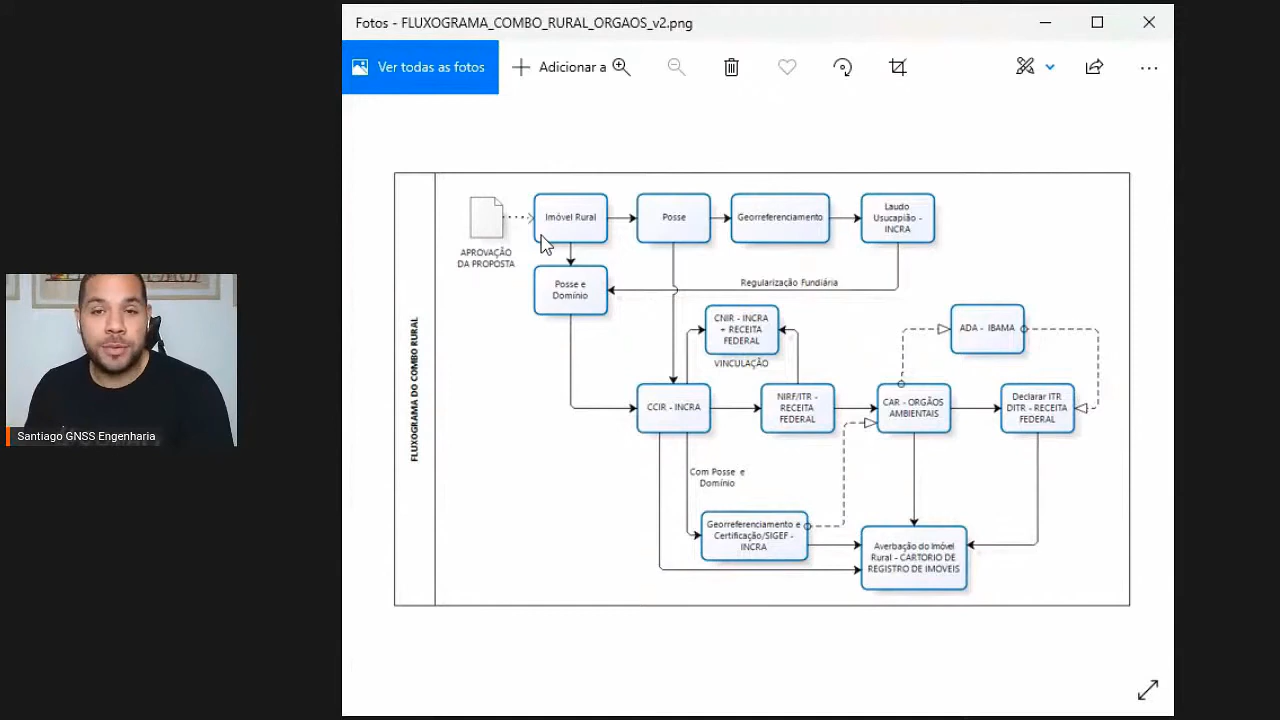 Fotos - FLUXOGRAMA_COMBO_RURAL_ORGAOS_v2.png
Ver todas as fotos
Adicionar a
FLUXOGRAMA DO COMBO RURAL
APROVAÇÃO
DA PROPOSTA
Imóvel Rural
Posse
Georreferenciamento
Laudo
Usucapião -
INCRA
Posse e
Domínio
Regularização Fundiária
CNIR - INCRA
+ RECEITA
FEDERAL
VINCULAÇÃO
ADA - IBAMA
CCIR - INCRA
NIRF/ITR -
RECEITA
FEDERAL
CAR - ORGÃOS
AMBIENTAIS
Declarar ITR
DITR - RECEITA
FEDERAL
Com Posse e
Domínio
Georreferenciamento e
Certificação/SIGEF -
INCRA
Averbação do Imóvel
Rural - CARTORIO DE
REGISTRO DE IMOVEIS
Santiago GNSS Engenharia